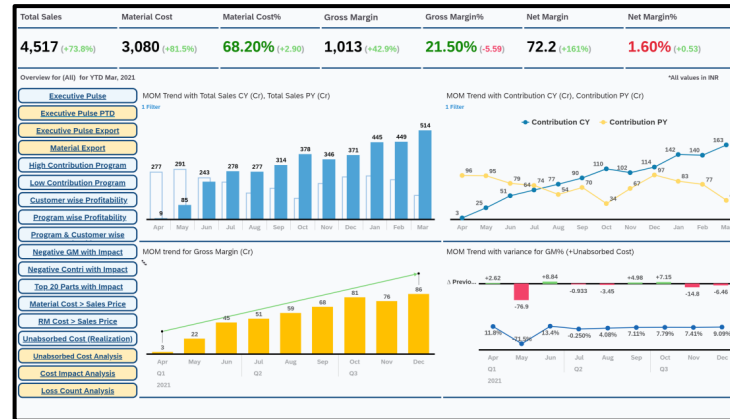 Total Sales Material Cost Material Cost% Gross Margin Gross Margin% Net Margin Net Margin%
4,517 (+73.8%) 3,080 (+81.5%) 68.20% (+2.90) 1,013 (+42.9%) 21.50% (-5.59) 72.2 (+161%) 1.60% (+0.53)
Overview for (All) for YTD Mar, 2021 *All values in INR
Executive Pulse
Executive Pulse PTD
Executive Pulse Export
Material Export
High Contribution Program
Low Contribution Program
Customer wise Profitability
Program wise Profitability
Program & Customer wise
Negative GM with Impact
Negative Contri with Impact
Top 20 Parts with Impact
Material Cost > Sales Price
RM Cost > Sales Price
Unabsorbed Cost (Realization)
Unabsorbed Cost Analysis
Cost Impact Analysis
Loss Count Analysis
MOM Trend with Total Sales CY (Cr), Total Sales PY (Cr)
1 Filter
277 291 243 278 277 314 378 346 371 445 449 514
9 85
Apr May Jun Jul Aug Sep Oct Nov Dec Jan Feb Mar
MOM Trend with Contribution CY (Cr), Contribution PY (Cr)
1 Filter
Contribution CY Contribution PY
96 95 79 64 74 77 90 110 102 114 142 140 163
3 25 51 54 70 34 67 97 83 77
Apr May Jun Jul Aug Sep Oct Nov Dec Jan Feb
MOM trend for Gross Margin (Cr)
3 22 45 51 59 68 81 76 86
Apr May Jun Jul Aug Sep Oct Nov Dec
Q1 Q2 Q3
2021
MOM Trend with variance for GM% (+Unabsorbed Cost)
Δ Previo...
+2.62 -76.9 +8.84 -0.933 -3.45 +4.98 +7.15 -14.8 -6.46
11.8% -71.5% 13.4% -0.250% 4.08% 7.11% 7.79% 7.41% 9.09%
Apr May Jun Jul Aug Sep Oct Nov Dec
Q1 Q2 Q3
2021